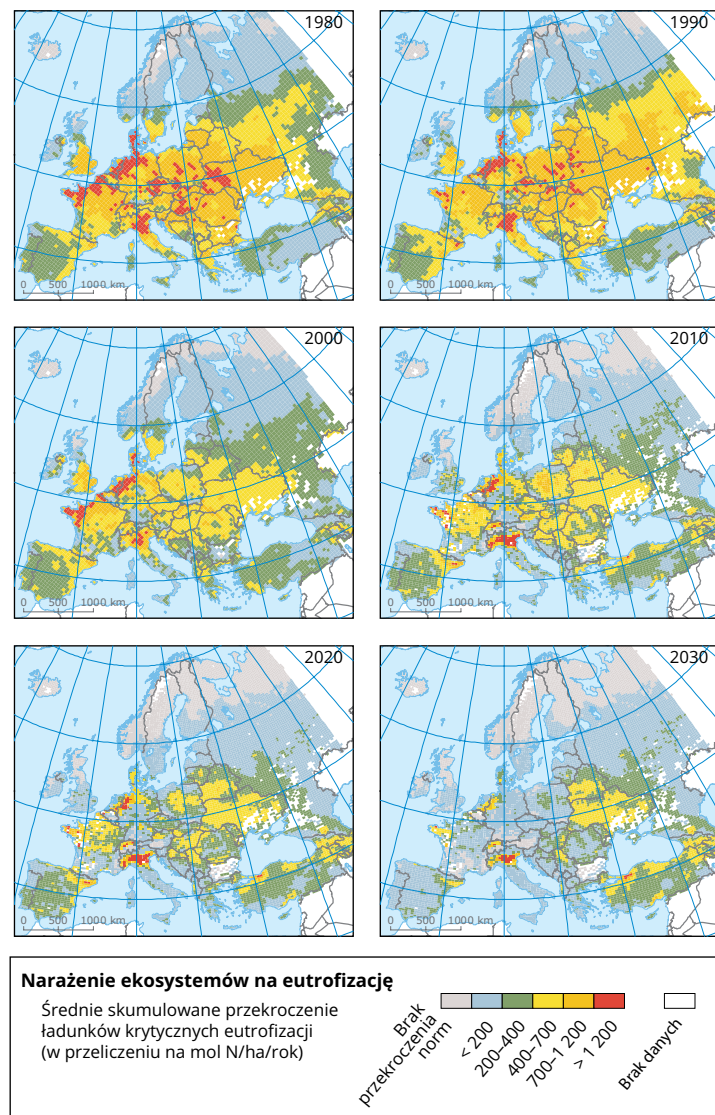 1980
0 500 1000 km
1990
0 500 1000 km
2000
0 500 1000 km
2010
0 500 1000 km
2020
0 500 1000 km
2030
0 500 1000 km
Narażenie ekosystemów na eutrofizację
Średnie skumulowane przekroczenie
ładunków krytycznych eutrofizacji
(w przeliczeniu na mol N/ha/rok)
Brak
przekroczenia
norm
< 200
200–400
400–700
700–1 200
> 1 200
Brak danych